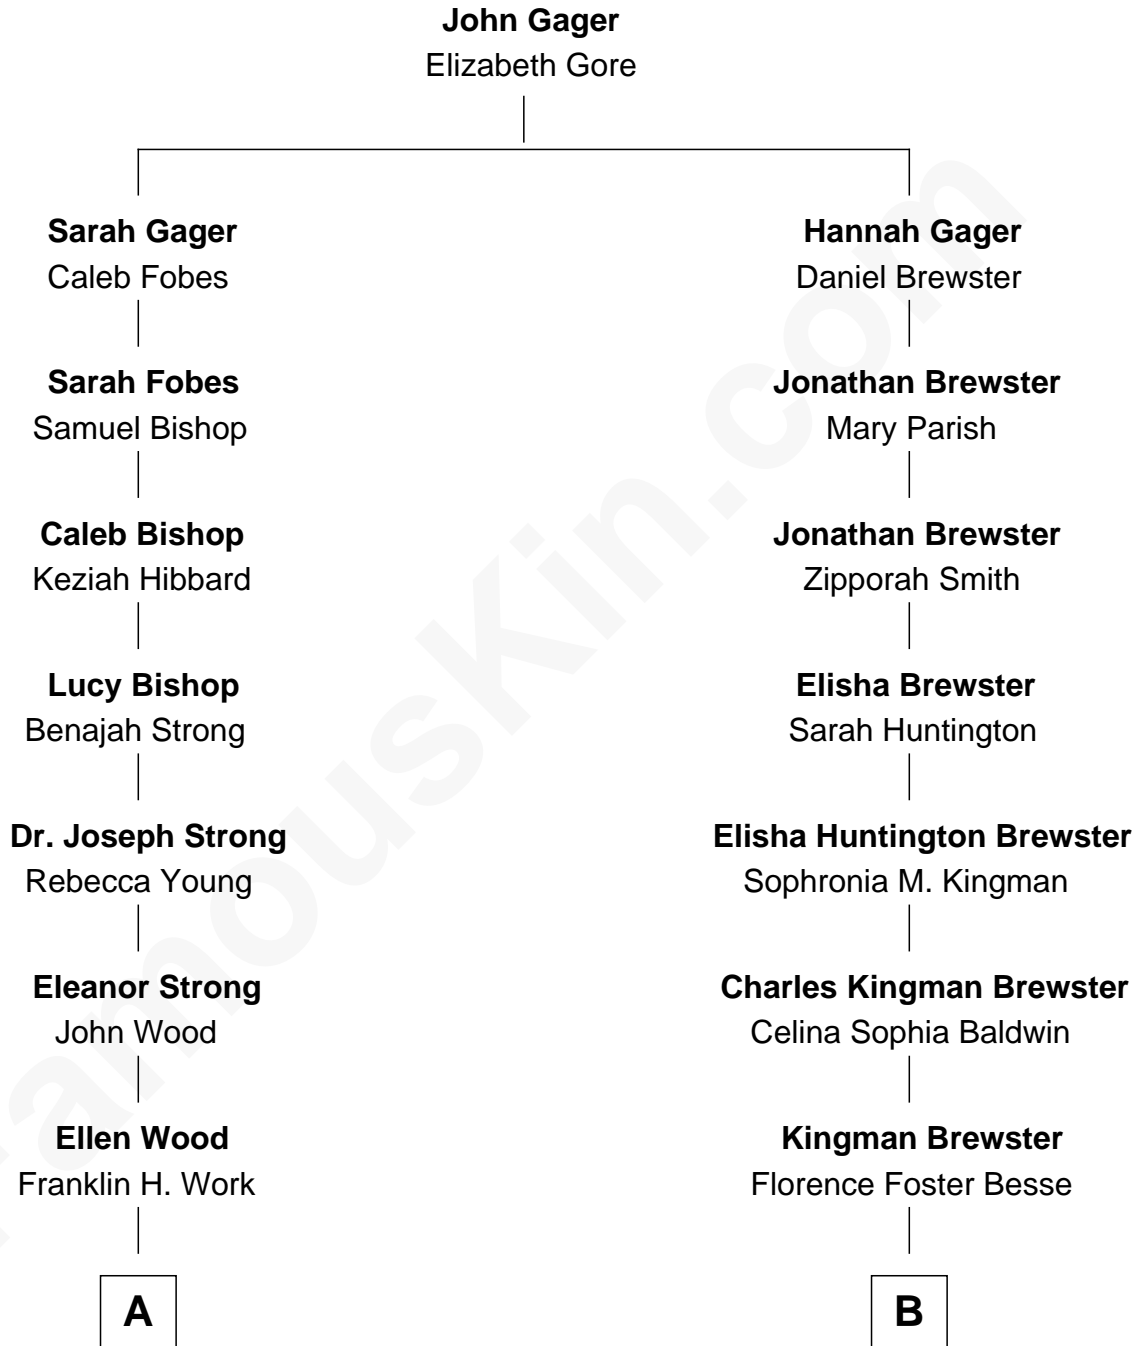 John Gager
Elizabeth Gore
Sarah Gager
Caleb Fobes
Sarah Fobes
Samuel Bishop
Caleb Bishop
Keziah Hibbard
Lucy Bishop
Benajah Strong
Dr. Joseph Strong
Rebecca Young
Eleanor Strong
John Wood
Ellen Wood
Franklin H. Work
A
Hannah Gager
Daniel Brewster
Jonathan Brewster
Mary Parish
Jonathan Brewster
Zipporah Smith
Elisha Brewster
Sarah Huntington
Elisha Huntington Brewster
Sophronia M. Kingman
Charles Kingman Brewster
Celina Sophia Baldwin
Kingman Brewster
Florence Foster Besse
B
FamousKin.com